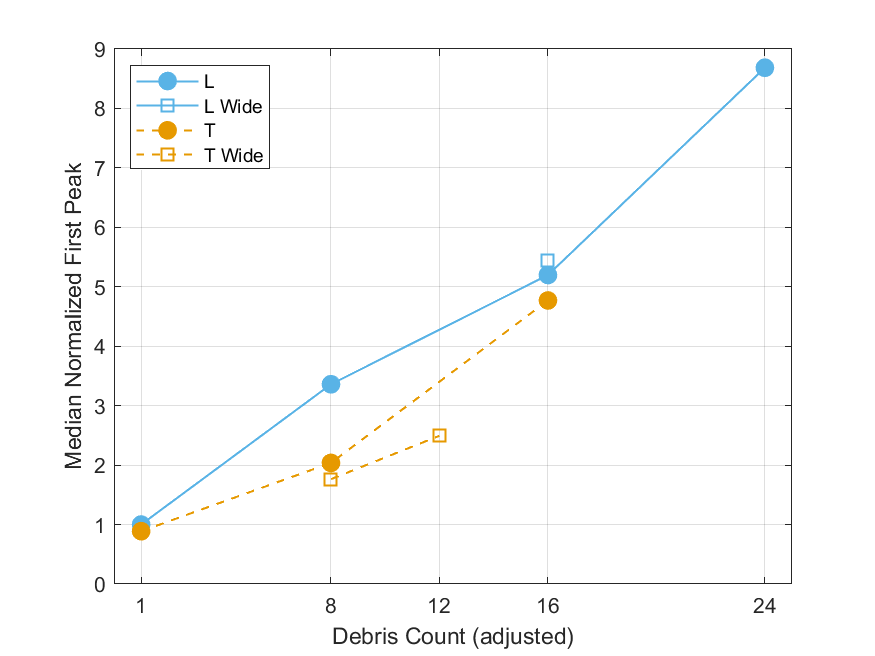 9
8
7
6
5
4
3
2
1
0
Median Normalized First Peak
L
L Wide
T
T Wide
1 8 12 16 24
Debris Count (adjusted)